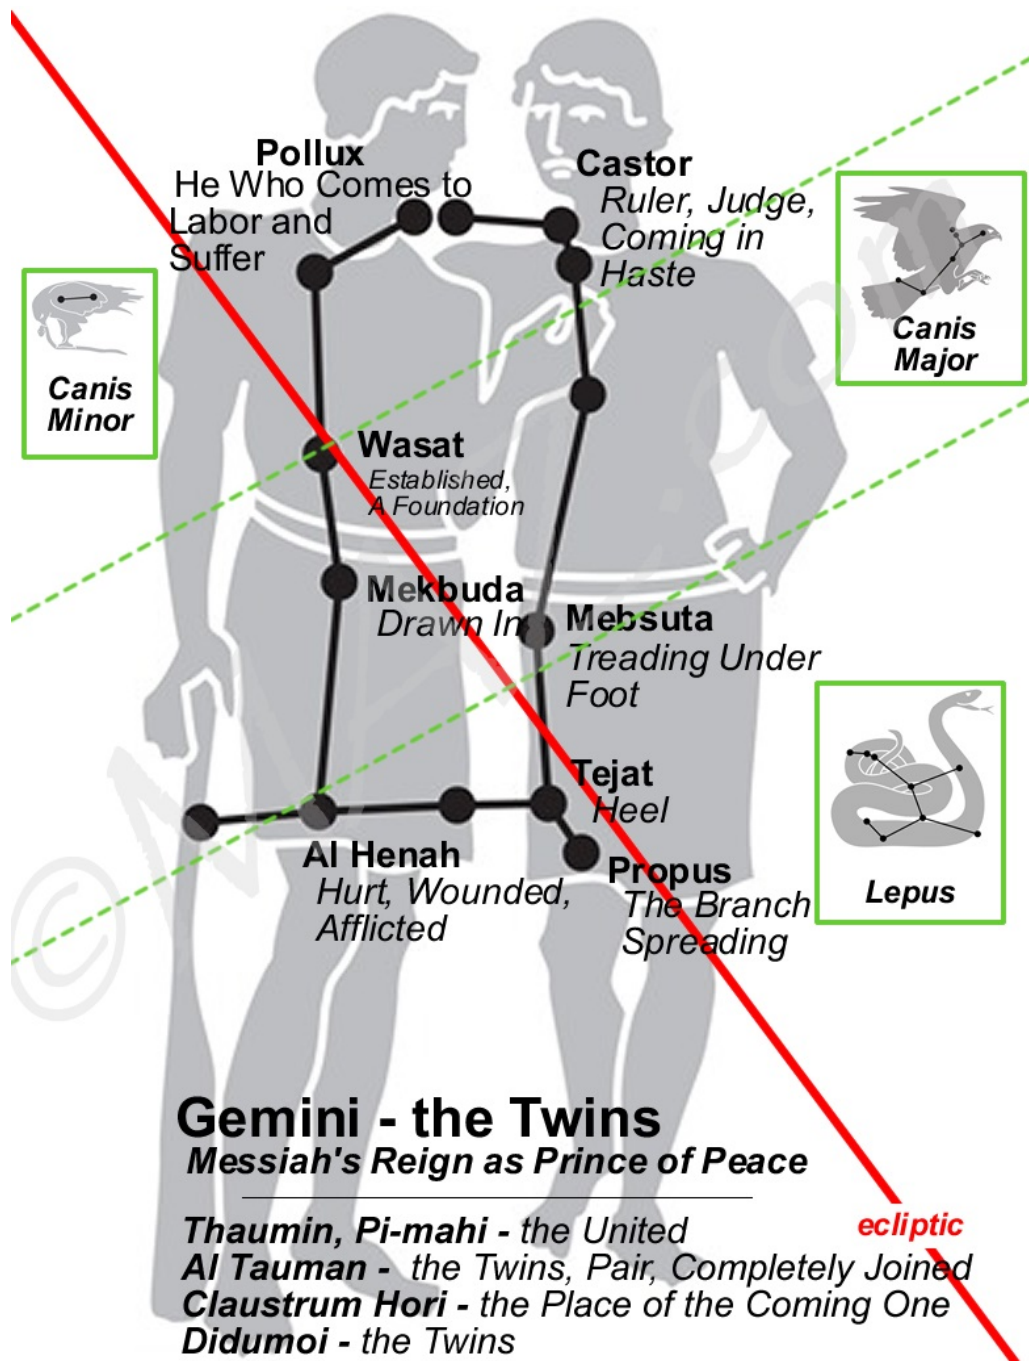 Pollux
He Who Comes to
Labor and
Suffer
Castor
Ruler, Judge,
Coming in
Haste
Canis
Major
Canis
Minor
Wasat
Established,
A Foundation
Mekbuda
Drawn In
Mebsuta
Treading Under
Foot
Tejat
Heel
Propus
The Branch
Spreading
Al Henah
Hurt, Wounded,
Afflicted
Lepus
Gemini - the Twins
Messiah's Reign as Prince of Peace
ecliptic
Thaumin, Pi-mahi - the United
Al Tauman - the Twins, Pair, Completely Joined
Claustrum Hori - the Place of the Coming One
Didumoi - the Twins